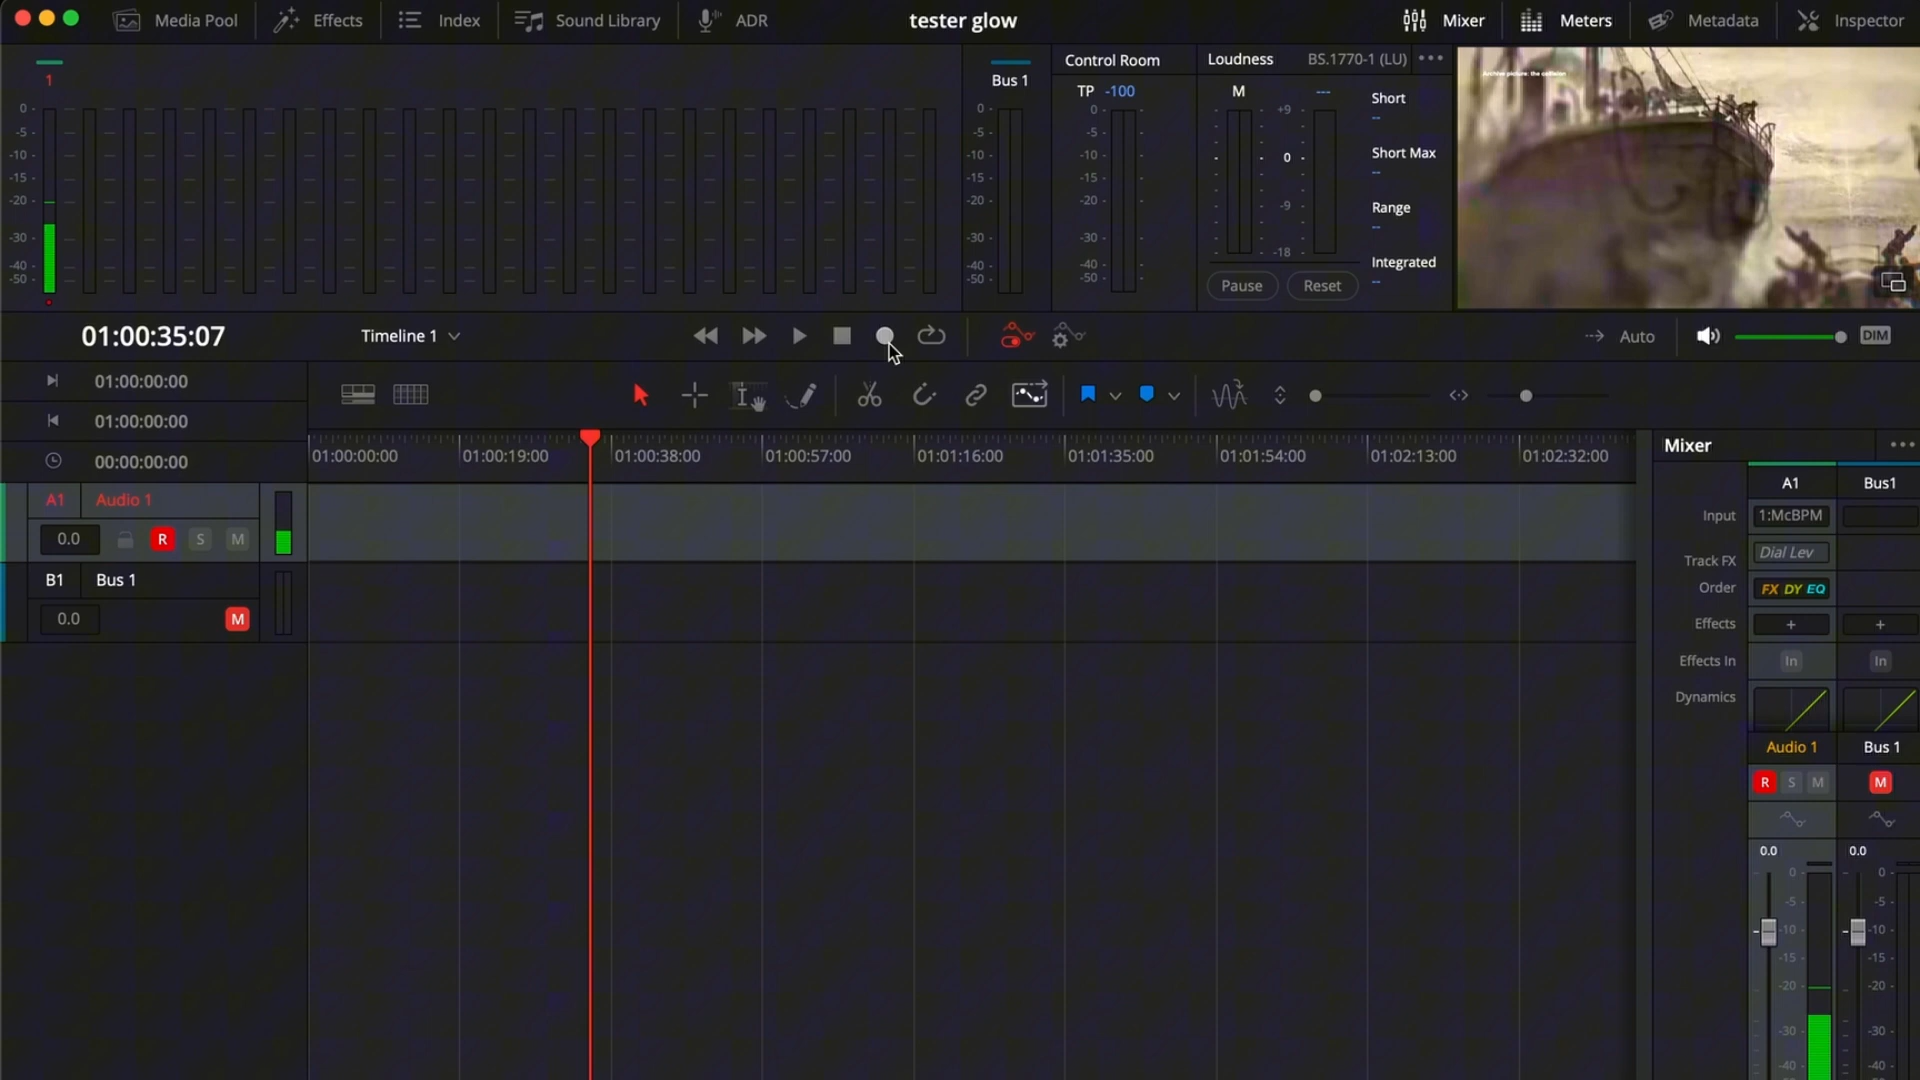 Media Pool
Effects
Index
Sound Library
ADR
tester glow
Mixer
Meters
Metadata
Inspector
1
0
-5
-10
-15
-20
-30
-40
-50
Bus 1
0
-5
-10
-15
-20
-30
-40
-50
Control Room
TP -100
0
-5
-10
-15
-20
-30
-40
-50
Loudness
BS.1770-1 (LU)
M
---
+9
0
-9
-18
Short
--
Short Max
--
Range
--
Integrated
--
Pause
Reset
Archive picture: the collision
01:00:35:07
Timeline 1
Auto
DIM
01:00:00:00
01:00:00:00
00:00:00:00
01:00:00:00
01:00:19:00
01:00:38:00
01:00:57:00
01:01:16:00
01:01:35:00
01:01:54:00
01:02:13:00
01:02:32:00
A1 Audio 1
0.0 R S M
B1 Bus 1
0.0 M
Mixer
A1 Bus1
Input 1:McBPM
Track FX Dial Lev
Order FX DY EQ
Effects + +
Effects In In In
Dynamics
Audio 1 Bus 1
R S M M
0.0 0.0
0 0
-5 -5
-10 -10
-15 -15
-20 -20
-30 -30
-40 -40